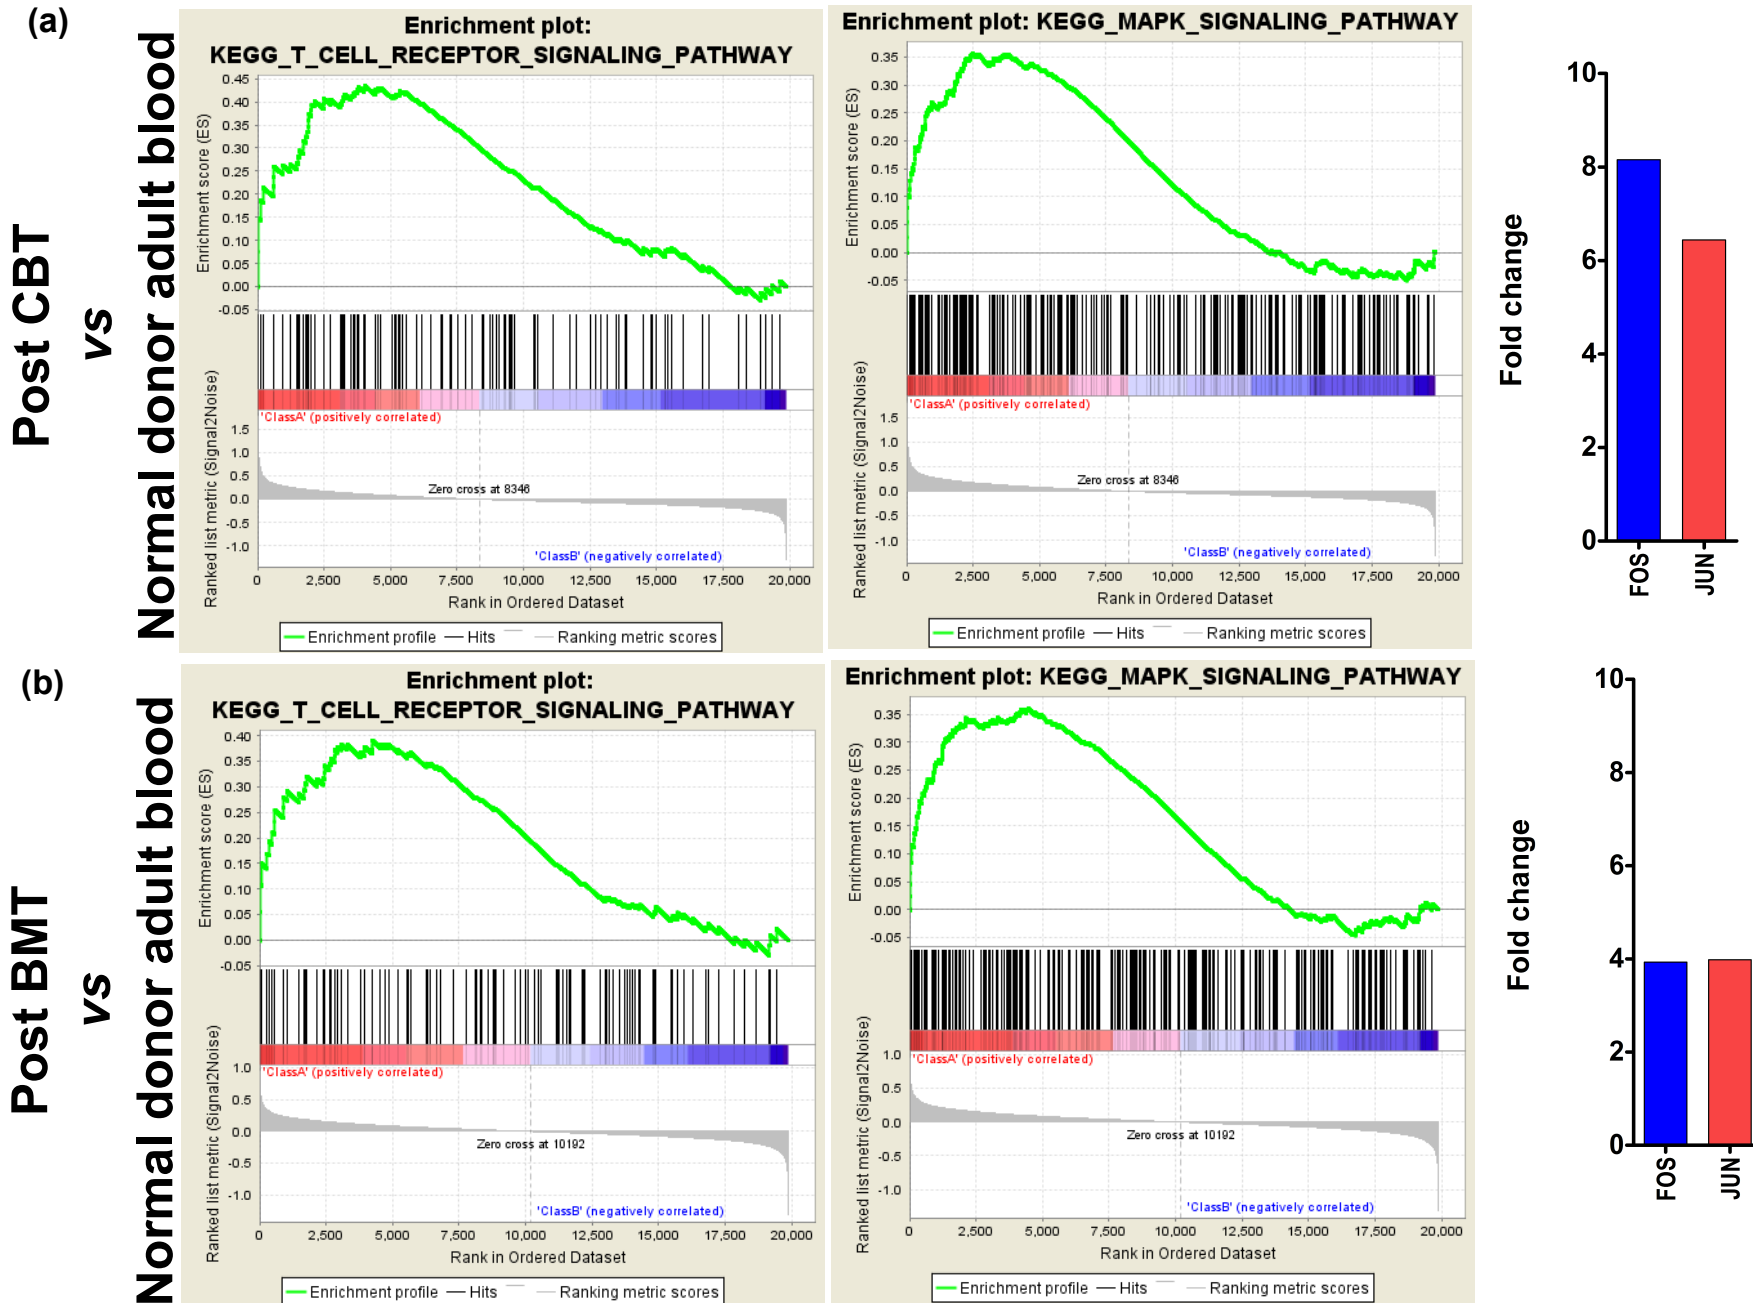 (a)
Post CBT
vs
Normal donor adult blood
Enrichment plot:
KEGG_T_CELL_RECEPTOR_SIGNALING_PATHWAY
Enrichment score (ES)
0.45
0.40
0.35
0.30
0.25
0.20
0.15
0.10
0.05
0.00
-0.05
'ClassA' (positively correlated)
Ranked list metric (Signal2Noise)
1.5
1.0
0.5
0.0
-0.5
-1.0
Zero cross at 8346
'ClassB' (negatively correlated)
0 2,500 5,000 7,500 10,000 12,500 15,000 17,500 20,000
Rank in Ordered Dataset
Enrichment profile Hits Ranking metric scores
Enrichment plot: KEGG_MAPK_SIGNALING_PATHWAY
Enrichment score (ES)
0.35
0.30
0.25
0.20
0.15
0.10
0.05
0.00
-0.05
'ClassA' (positively correlated)
Ranked list metric (Signal2Noise)
1.5
1.0
0.5
0.0
-0.5
-1.0
Zero cross at 8346
'ClassB' (negatively correlated)
0 2,500 5,000 7,500 10,000 12,500 15,000 17,500 20,000
Rank in Ordered Dataset
Enrichment profile Hits Ranking metric scores
Fold change
10
8
6
4
2
0
FOS JUN
(b)
Post BMT
vs
Normal donor adult blood
Enrichment plot:
KEGG_T_CELL_RECEPTOR_SIGNALING_PATHWAY
Enrichment score (ES)
0.40
0.35
0.30
0.25
0.20
0.15
0.10
0.05
0.00
-0.05
'ClassA' (positively correlated)
Ranked list metric (Signal2Noise)
1.0
0.5
0.0
-0.5
-1.0
Zero cross at 10192
'ClassB' (negatively correlated)
0 2,500 5,000 7,500 10,000 12,500 15,000 17,500 20,000
Rank in Ordered Dataset
Enrichment profile Hits Ranking metric scores
Enrichment plot: KEGG_MAPK_SIGNALING_PATHWAY
Enrichment score (ES)
0.35
0.30
0.25
0.20
0.15
0.10
0.05
0.00
-0.05
'ClassA' (positively correlated)
Ranked list metric (Signal2Noise)
1.0
0.5
0.0
-0.5
-1.0
Zero cross at 10192
'ClassB' (negatively correlated)
0 2,500 5,000 7,500 10,000 12,500 15,000 17,500 20,000
Rank in Ordered Dataset
Enrichment profile Hits Ranking metric scores
Fold change
10
8
6
4
2
0
FOS JUN